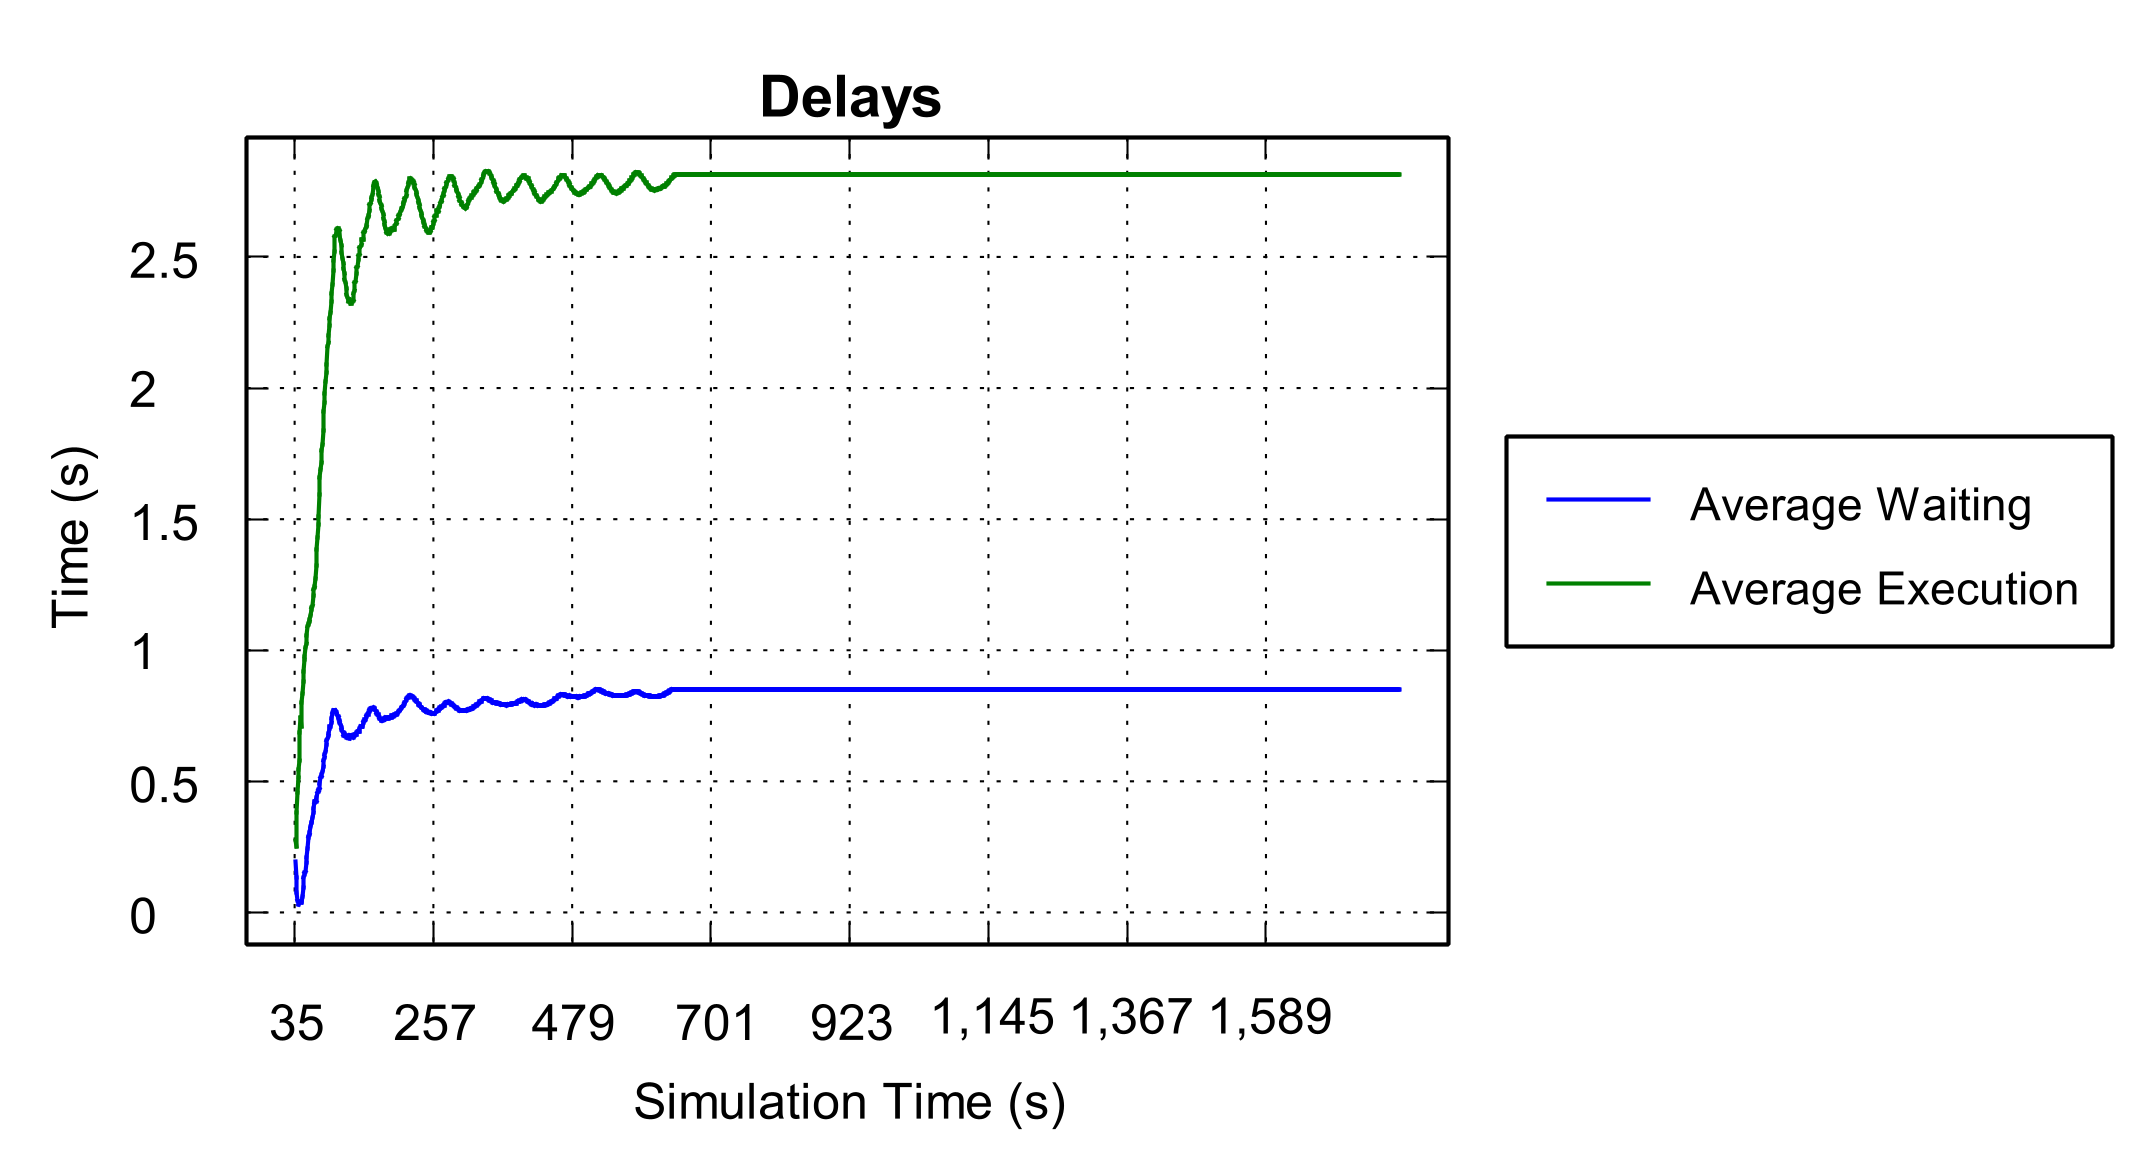 Delays
2.5
2
1.5
1
0.5
0
Time (s)
35 257 479 701 923 1,145 1,367 1,589
Simulation Time (s)
Average Waiting
Average Execution